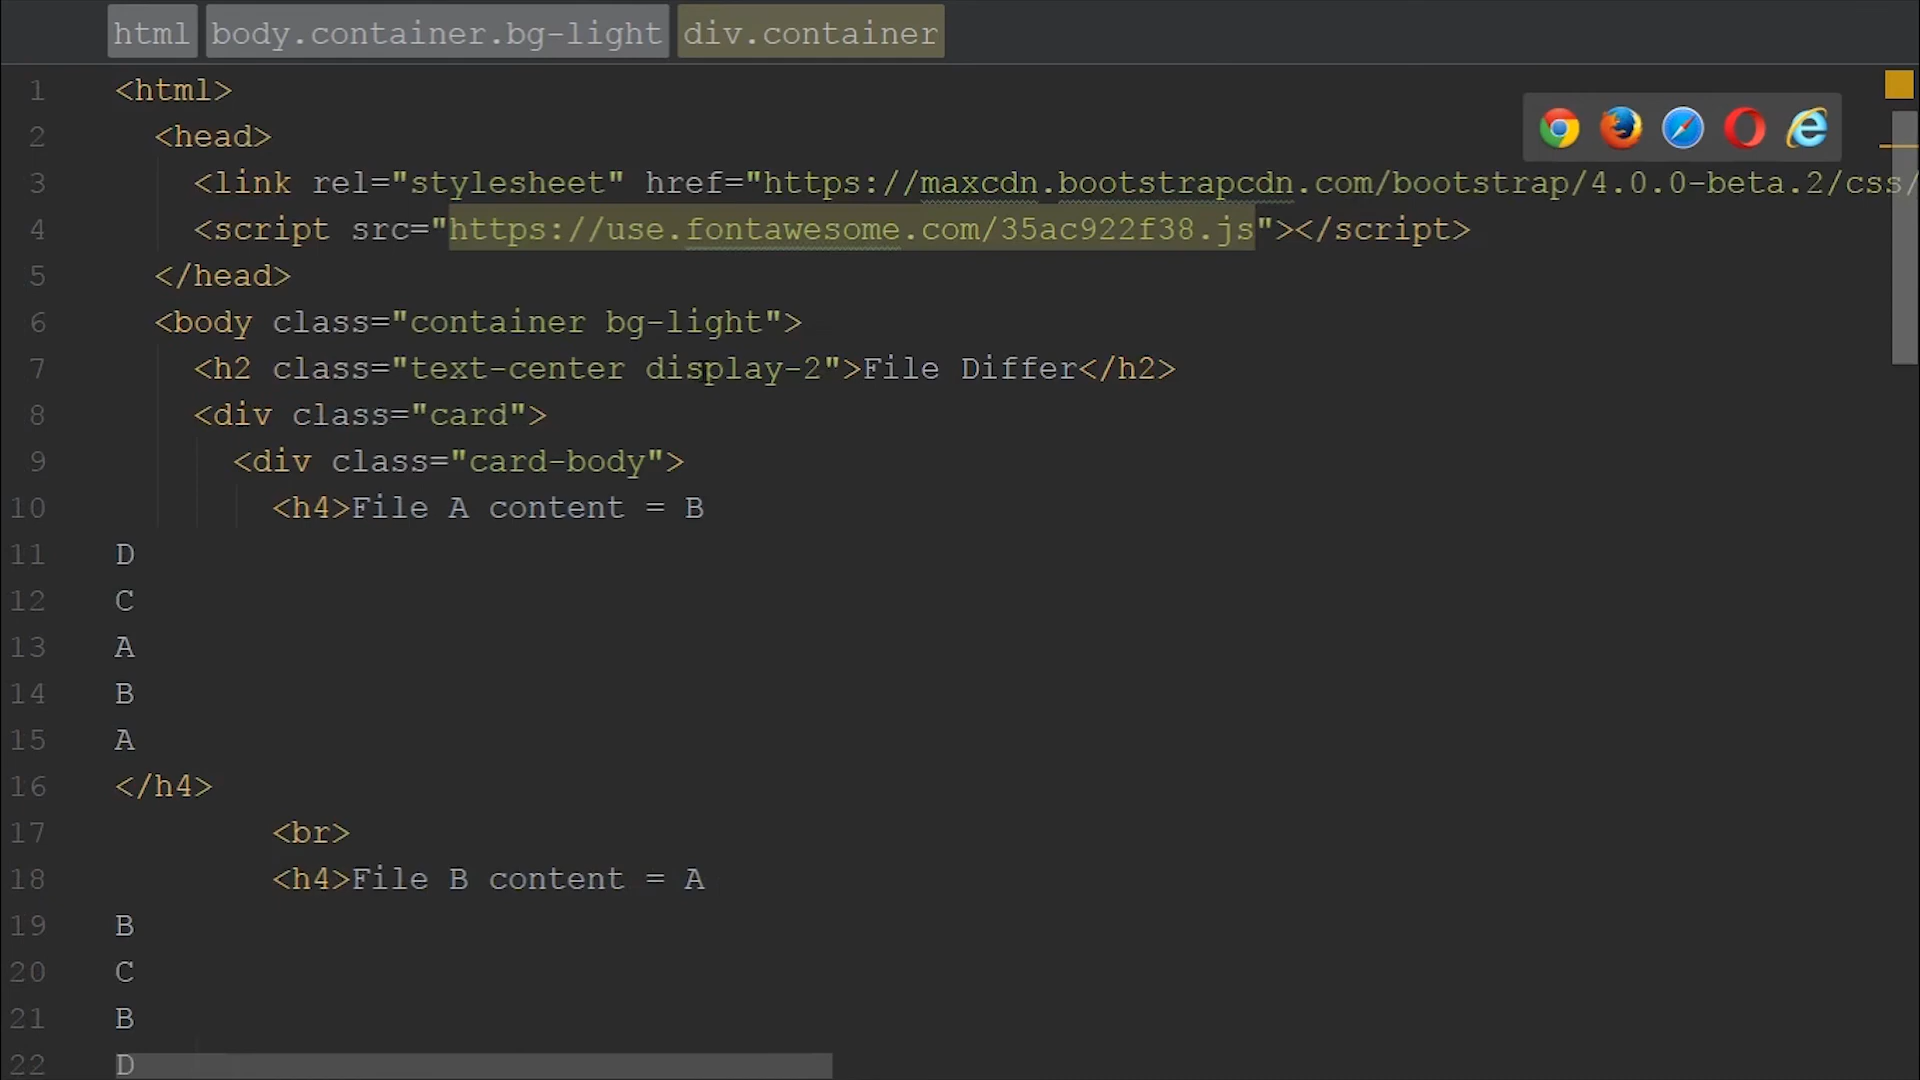 html body.container.bg-light div.container
1 <html>
2 <head>
3 <link rel="stylesheet" href="https://maxcdn.bootstrapcdn.com/bootstrap/4.0.0-beta.2/css/
4 <script src="https://use.fontawesome.com/35ac922f38.js"></script>
5 </head>
6 <body class="container bg-light">
7 <h2 class="text-center display-2">File Differ</h2>
8 <div class="card">
9 <div class="card-body">
10 <h4>File A content = B
11 D
12 C
13 A
14 B
15 A
16 </h4>
17 <br>
18 <h4>File B content = A
19 B
20 C
21 B
22 D